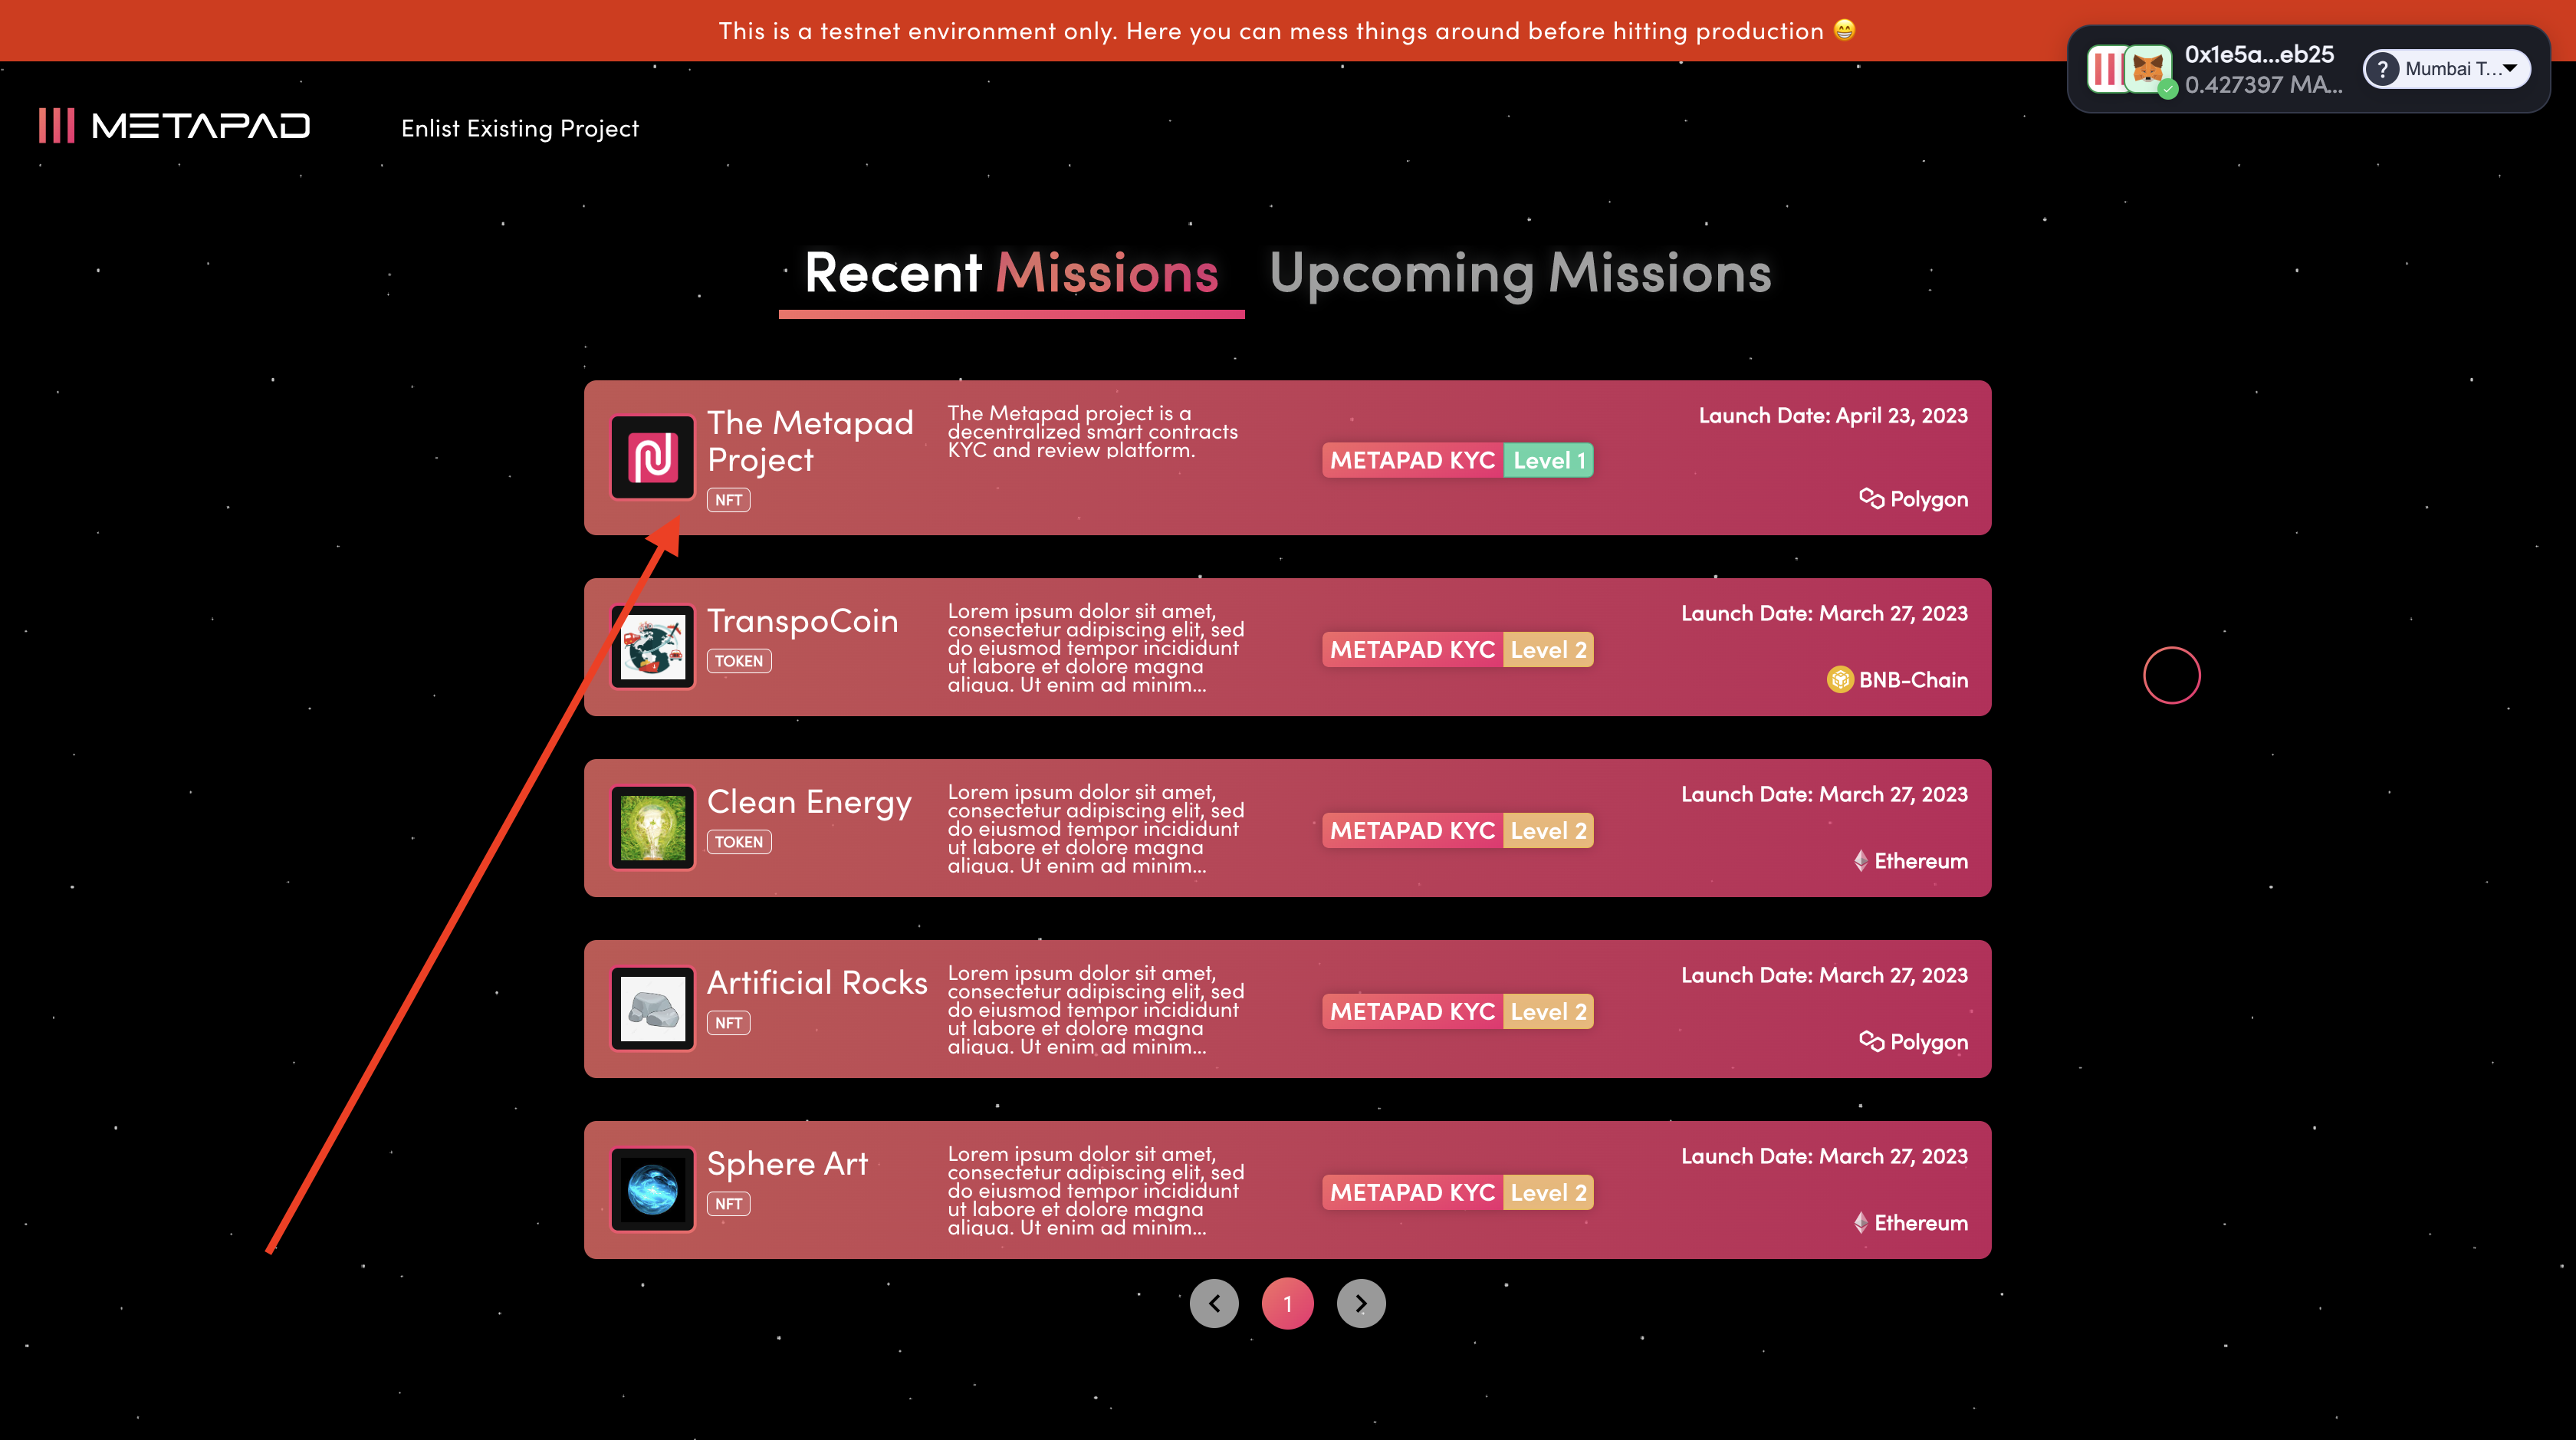 This is a testnet environment only. Here you can mess things around before hitting production 😁
0x1e5a...eb25
0.427397 MA...
? Mumbai T...
METAPAD
Enlist Existing Project
Recent Missions
Upcoming Missions
The Metapad
Project
NFT
The Metapad project is a
decentralized smart contracts
KYC and review platform.
METAPAD KYC Level 1
Launch Date: April 23, 2023
Polygon
TranspoCoin
TOKEN
Lorem ipsum dolor sit amet,
consectetur adipiscing elit, sed
do eiusmod tempor incididunt
ut labore et dolore magna
aliqua. Ut enim ad minim...
METAPAD KYC Level 2
Launch Date: March 27, 2023
BNB-Chain
Clean Energy
TOKEN
Lorem ipsum dolor sit amet,
consectetur adipiscing elit, sed
do eiusmod tempor incididunt
ut labore et dolore magna
aliqua. Ut enim ad minim...
METAPAD KYC Level 2
Launch Date: March 27, 2023
Ethereum
Artificial Rocks
NFT
Lorem ipsum dolor sit amet,
consectetur adipiscing elit, sed
do eiusmod tempor incididunt
ut labore et dolore magna
aliqua. Ut enim ad minim...
METAPAD KYC Level 2
Launch Date: March 27, 2023
Polygon
Sphere Art
NFT
Lorem ipsum dolor sit amet,
consectetur adipiscing elit, sed
do eiusmod tempor incididunt
ut labore et dolore magna
aliqua. Ut enim ad minim...
METAPAD KYC Level 2
Launch Date: March 27, 2023
Ethereum
1